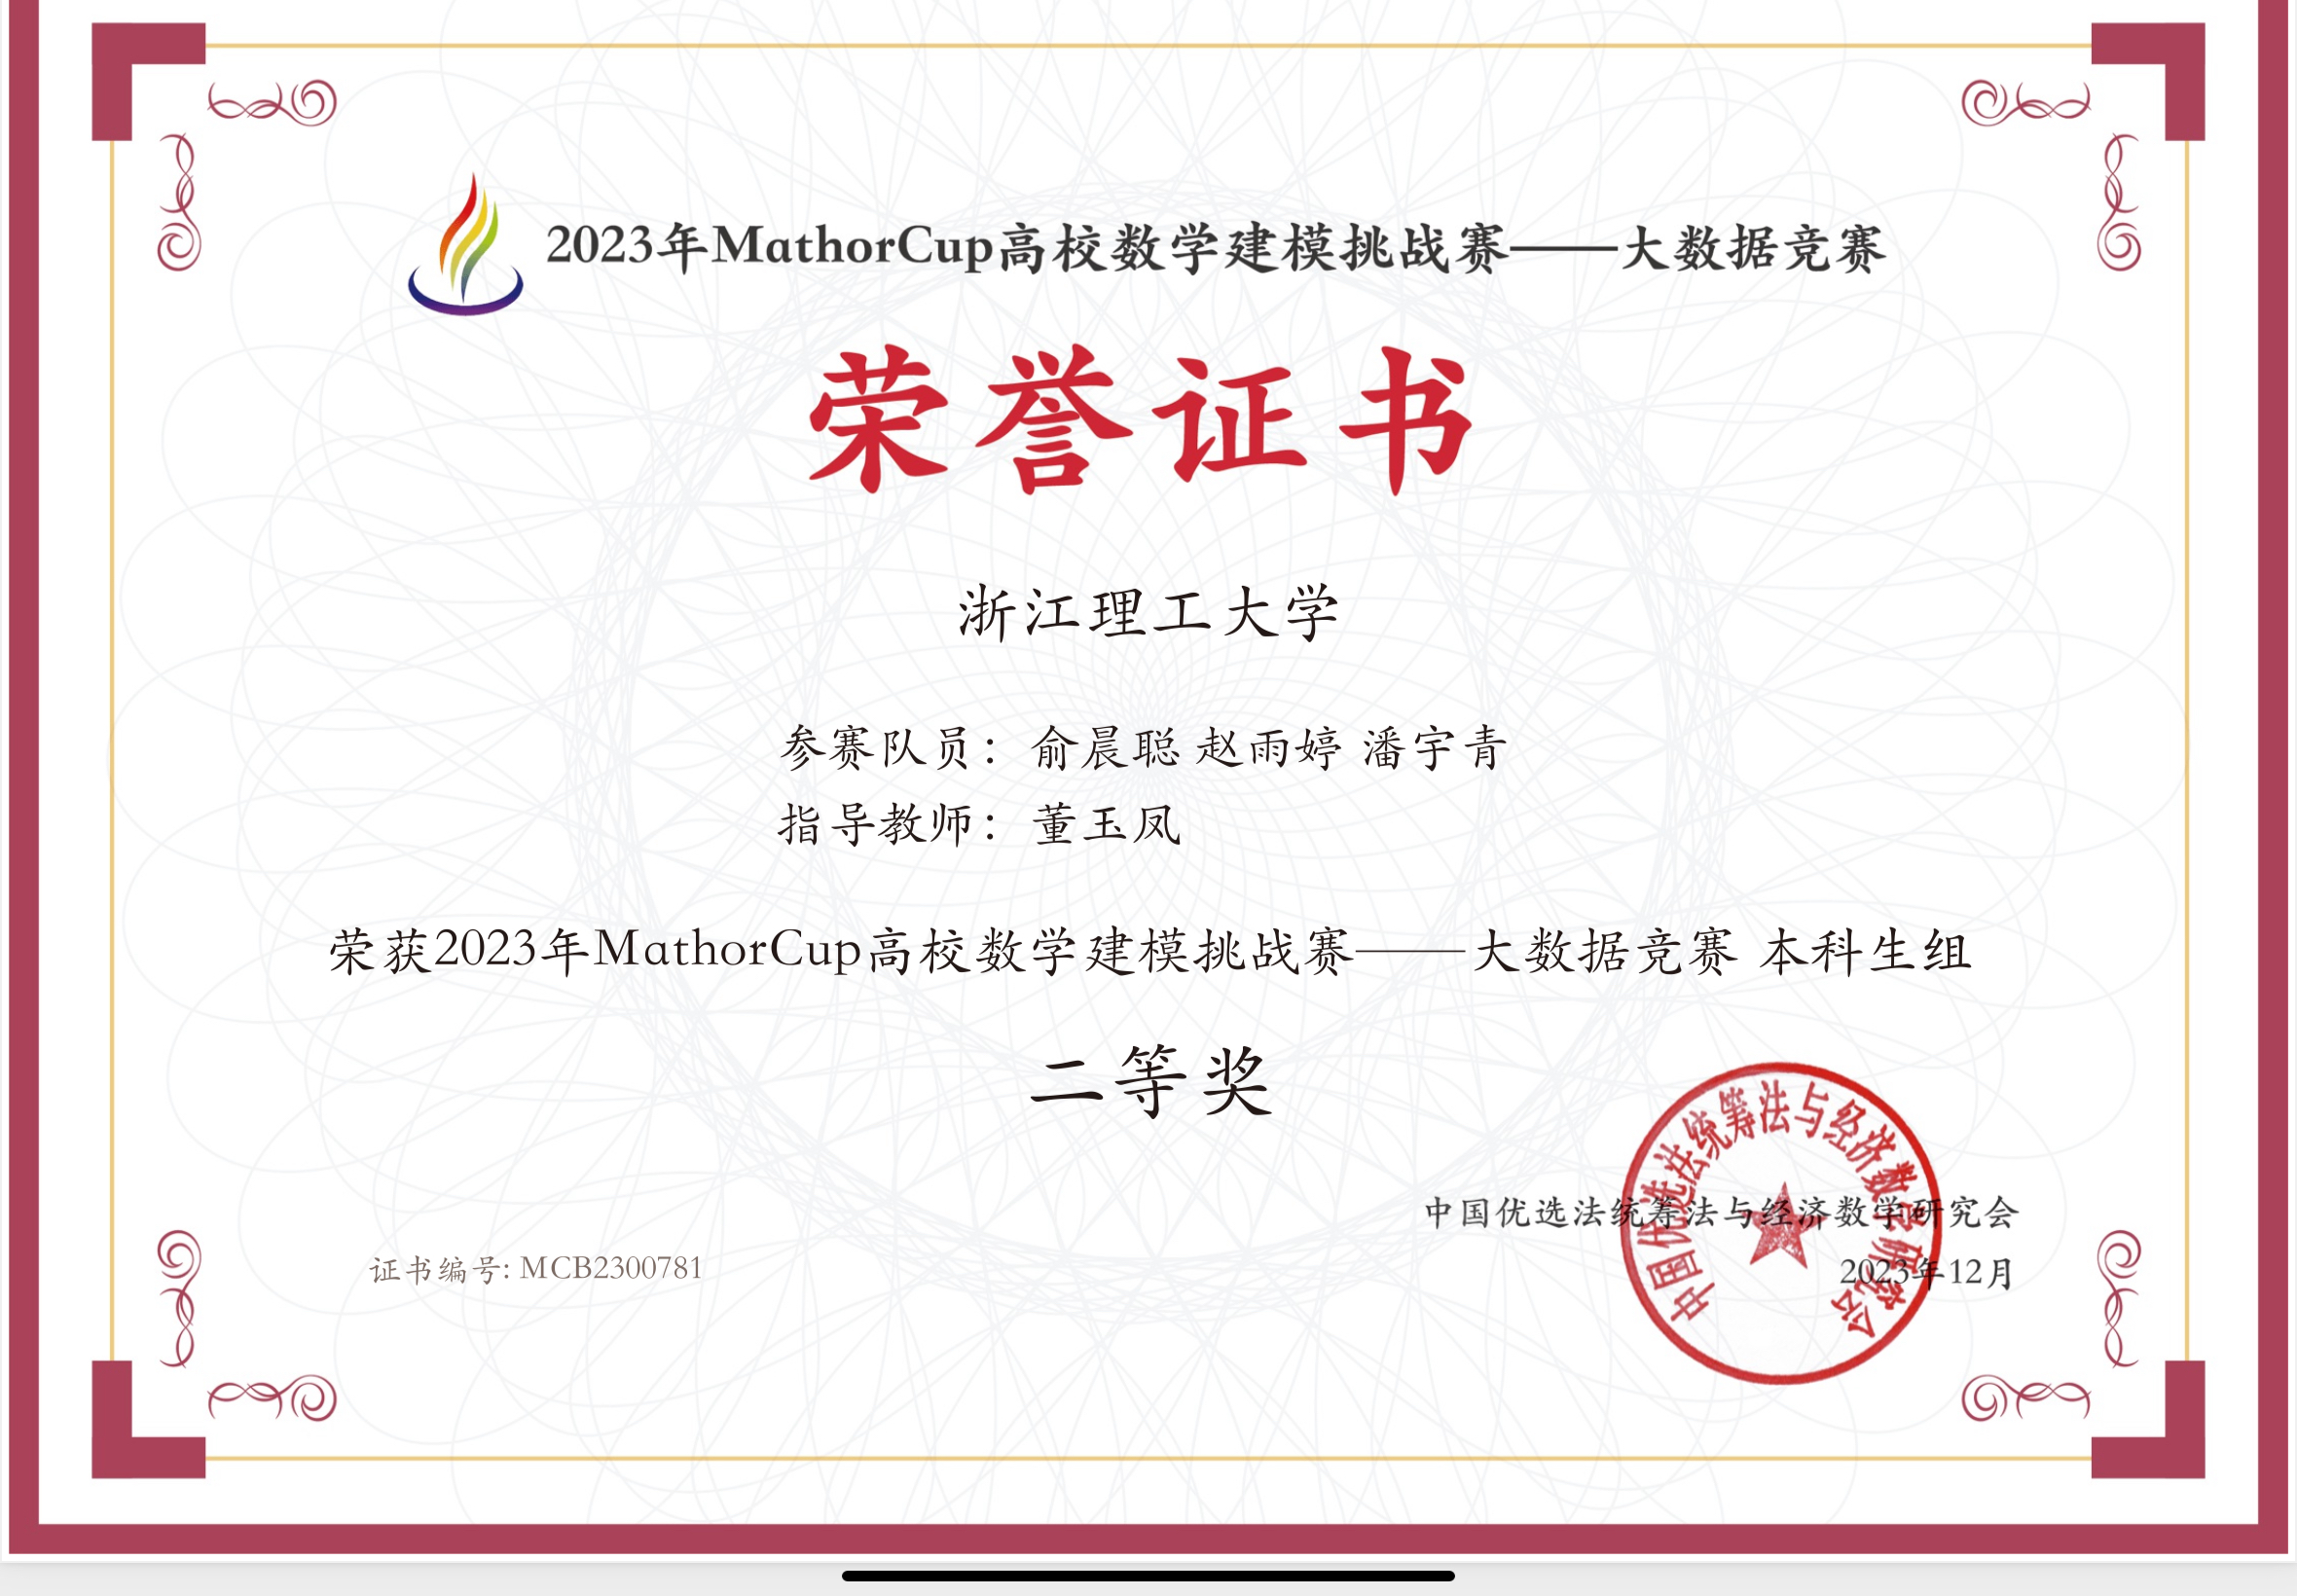 2023年MathorCup高校数学建模挑战赛——大数据竞赛
荣誉证书
浙江理工大学
参赛队员：俞晨聪 赵雨婷 潘宇青
指导教师：董玉凤
荣获2023年MathorCup高校数学建模挑战赛——大数据竞赛 本科生组
二等奖
中国优选法统筹法与经济数学研究会
中国优选法统筹法与经济数学研究会
证书编号: MCB2300781
2023年12月